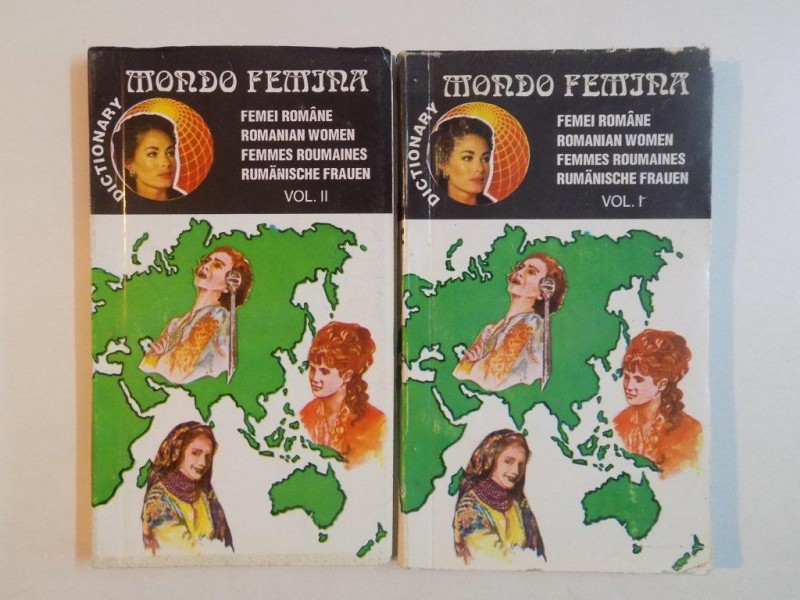 MONDO FEMINA
DICTIONARY
FEMEI ROMÂNE
ROMANIAN WOMEN
FEMMES ROUMAINES
RUMÄNISCHE FRAUEN
VOL. II
MONDO FEMINA
DICTIONARY
FEMEI ROMÂNE
ROMANIAN WOMEN
FEMMES ROUMAINES
RUMÄNISCHE FRAUEN
VOL. I